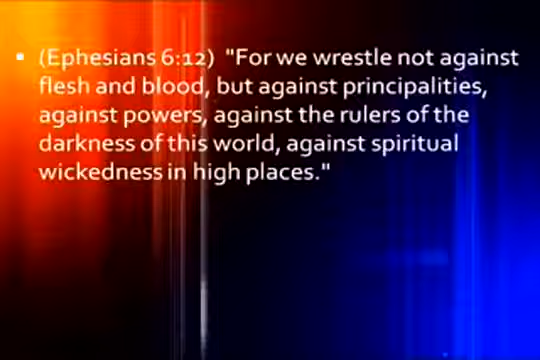 ▪ (Ephesians 6:12) "For we wrestle not against
flesh and blood, but against principalities,
against powers, against the rulers of the
darkness of this world, against spiritual
wickedness in high places."